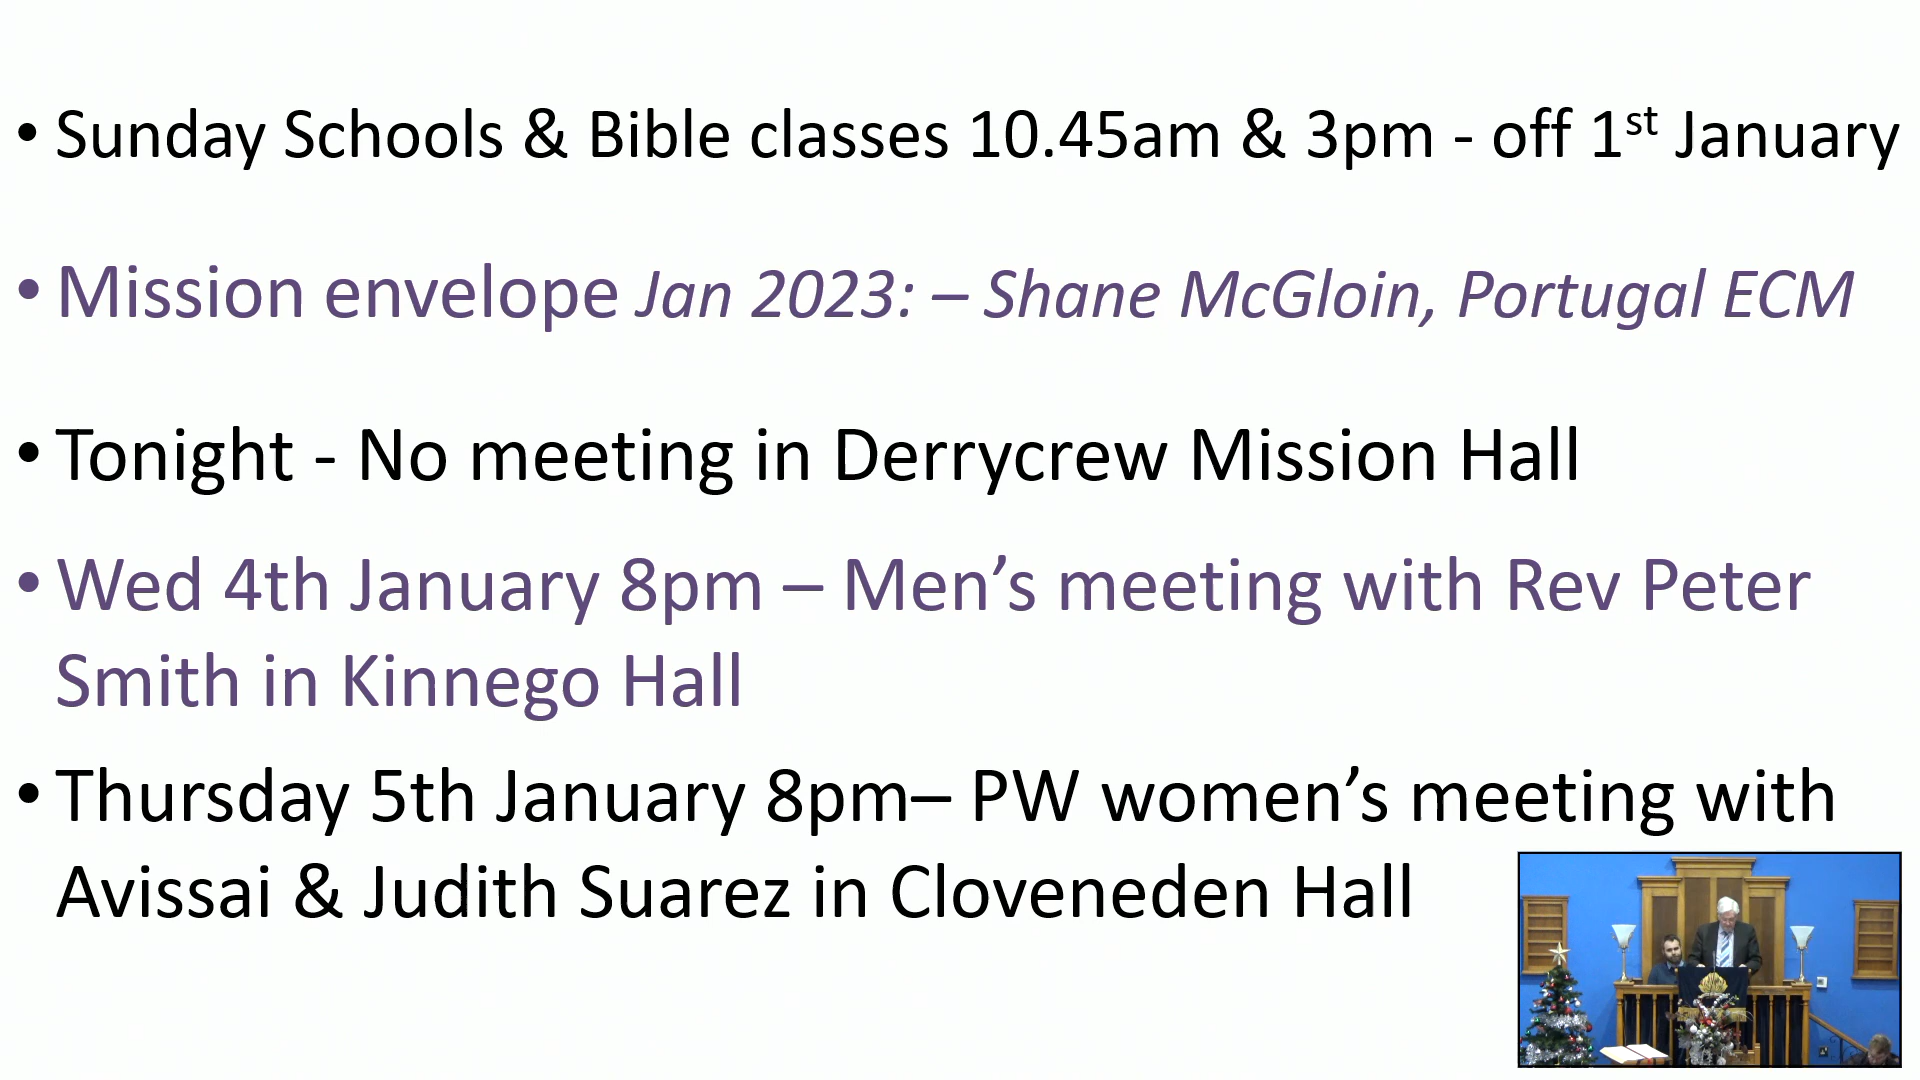 • Sunday Schools & Bible classes 10.45am & 3pm - off 1st January
• Mission envelope Jan 2023: – Shane McGloin, Portugal ECM
• Tonight - No meeting in Derrycrew Mission Hall
• Wed 4th January 8pm – Men’s meeting with Rev Peter
Smith in Kinnego Hall
• Thursday 5th January 8pm– PW women’s meeting with
Avissai & Judith Suarez in Cloveneden Hall